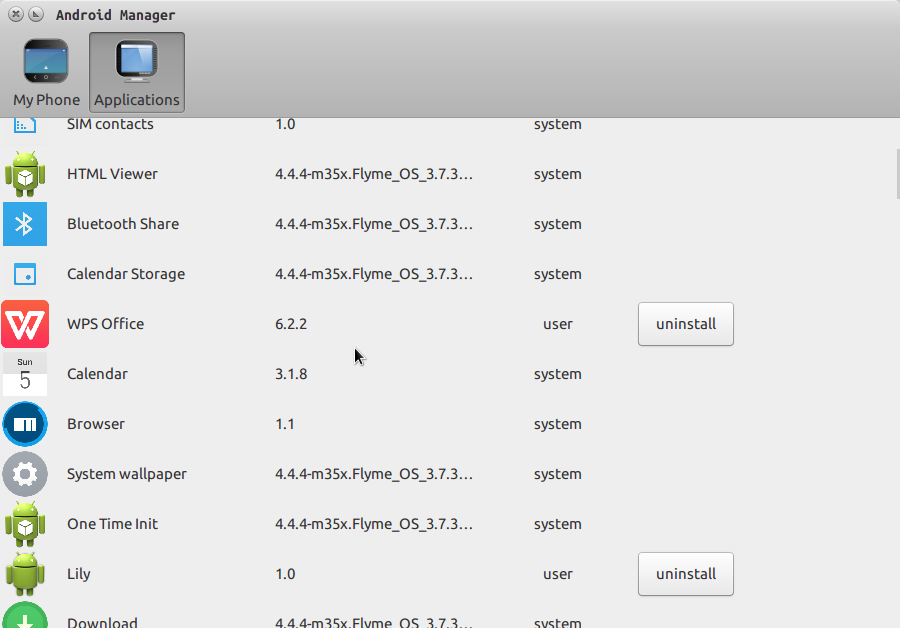 Android Manager
My Phone Applications
SIM contacts 1.0 system
HTML Viewer 4.4.4-m35x.Flyme_OS_3.7.3... system
Bluetooth Share 4.4.4-m35x.Flyme_OS_3.7.3... system
Calendar Storage 4.4.4-m35x.Flyme_OS_3.7.3... system
WPS Office 6.2.2 user uninstall
Sun
5 Calendar 3.1.8 system
Browser 1.1 system
System wallpaper 4.4.4-m35x.Flyme_OS_3.7.3... system
One Time Init 4.4.4-m35x.Flyme_OS_3.7.3... system
Lily 1.0 user uninstall
Download 4.4.4-m35x.Flyme_OS_3.7.3... system